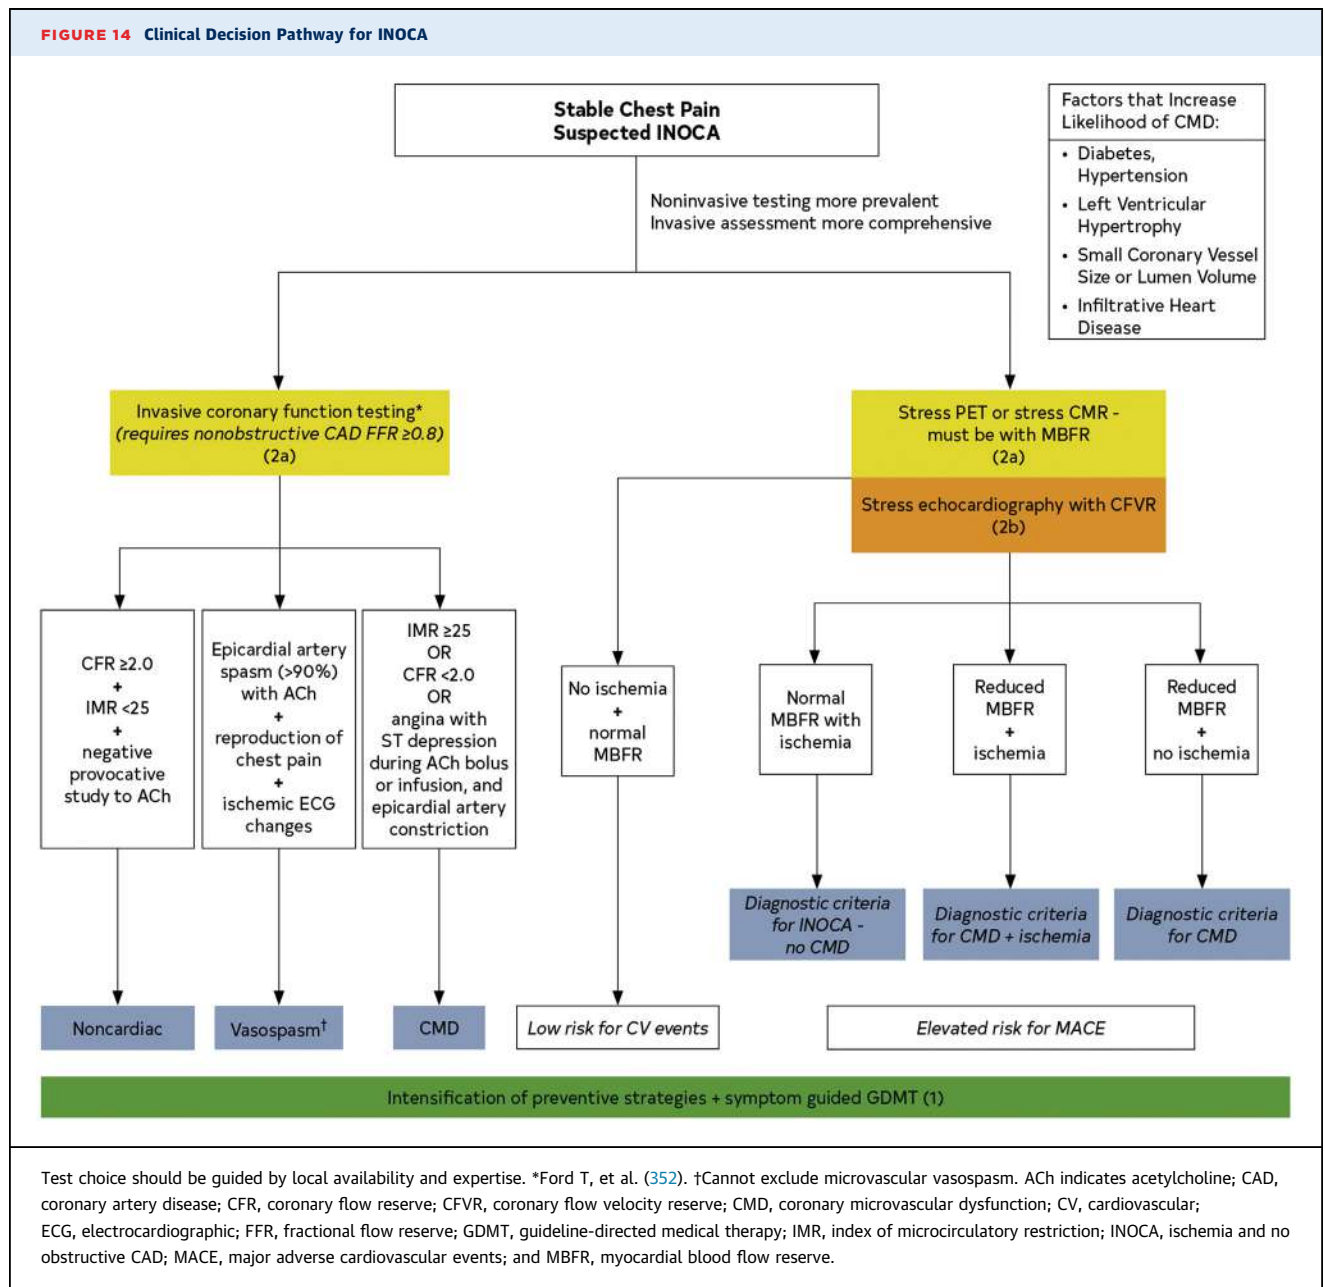 FIGURE 14 Clinical Decision Pathway for INOCA
Stable Chest Pain
Suspected INOCA
Factors that Increase
Likelihood of CMD:
• Diabetes,
Hypertension
• Left Ventricular
Hypertrophy
• Small Coronary Vessel
Size or Lumen Volume
• Infiltrative Heart
Disease
Noninvasive testing more prevalent
Invasive assessment more comprehensive
Invasive coronary function testing*
(requires nonobstructive CAD FFR ≥0.8)
(2a)
Stress PET or stress CMR -
must be with MBFR
(2a)
Stress echocardiography with CFVR
(2b)
CFR ≥2.0
+
IMR <25
+
negative
provocative
study to ACh
Epicardial artery
spasm (>90%)
with ACh
+
reproduction of
chest pain
+
ischemic ECG
changes
IMR ≥25
OR
CFR <2.0
OR
angina with
ST depression
during ACh bolus
or infusion, and
epicardial artery
constriction
No ischemia
+
normal
MBFR
Normal
MBFR with
ischemia
Reduced
MBFR
+
ischemia
Reduced
MBFR
+
no ischemia
Diagnostic criteria
for INOCA -
no CMD
Diagnostic criteria
for CMD + ischemia
Diagnostic criteria
for CMD
Noncardiac
Vasospasm†
CMD
Low risk for CV events
Elevated risk for MACE
Intensification of preventive strategies + symptom guided GDMT (1)
Test choice should be guided by local availability and expertise. *Ford T, et al. (352). †Cannot exclude microvascular vasospasm. ACh indicates acetylcholine; CAD,
coronary artery disease; CFR, coronary flow reserve; CFVR, coronary flow velocity reserve; CMD, coronary microvascular dysfunction; CV, cardiovascular;
ECG, electrocardiographic; FFR, fractional flow reserve; GDMT, guideline-directed medical therapy; IMR, index of microcirculatory restriction; INOCA, ischemia and no
obstructive CAD; MACE, major adverse cardiovascular events; and MBFR, myocardial blood flow reserve.